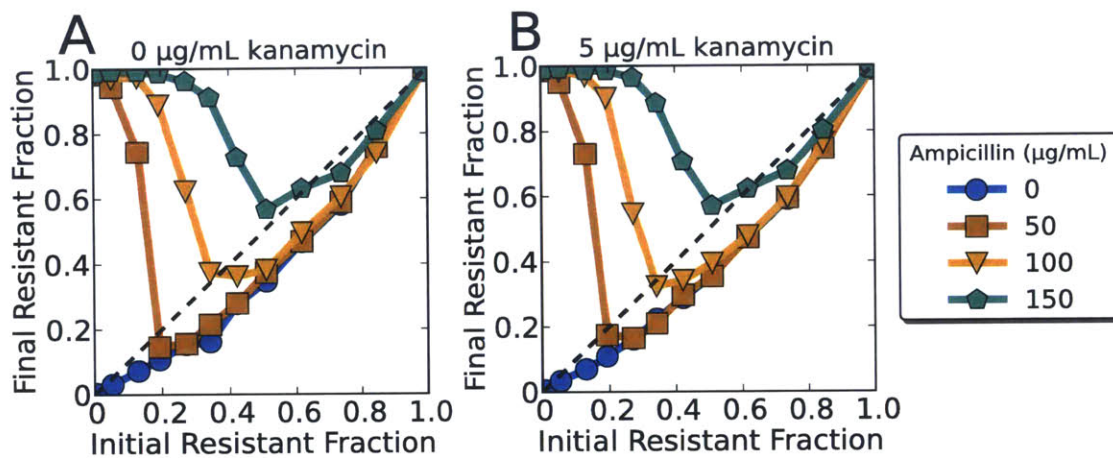 A
0 µg/mL kanamycin
1.0
0.8
0.6
0.4
0.2
0
0 0.2 0.4 0.6 0.8 1.0
Final Resistant Fraction
Initial Resistant Fraction
B
5 µg/mL kanamycin
1.0
0.8
0.6
0.4
0.2
0
0 0.2 0.4 0.6 0.8 1.0
Final Resistant Fraction
Initial Resistant Fraction
Ampicillin (µg/mL)
0
50
100
150